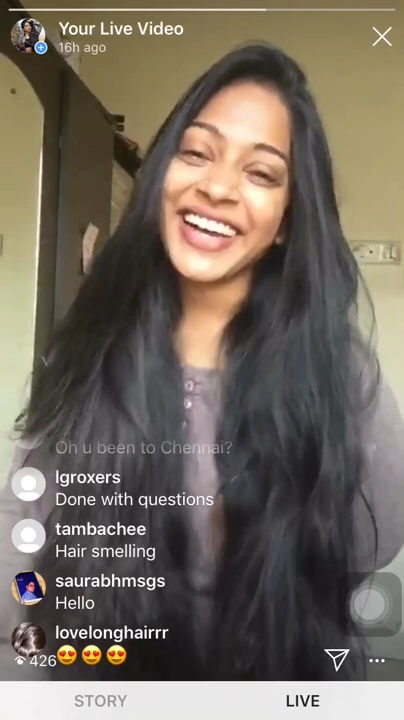 Your Live Video
16h ago
Oh u been to Chennai?
lgroxers
Done with questions
tambachee
Hair smelling
saurabhmsgs
Hello
lovelonghairrr
426😍😍😍
STORY LIVE